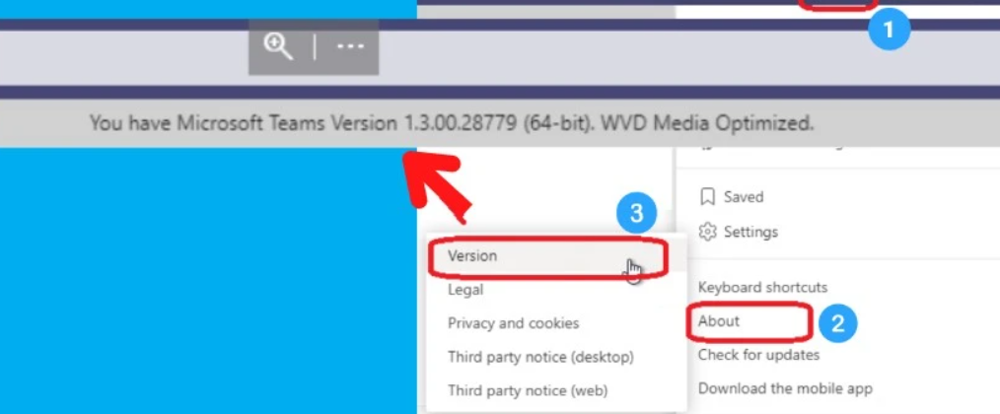 1
You have Microsoft Teams Version 1.3.00.28779 (64-bit). WVD Media Optimized.
Saved
3
Settings
Version
Legal
Keyboard shortcuts
Privacy and cookies
About
2
Third party notice (desktop)
Check for updates
Third party notice (web)
Download the mobile app